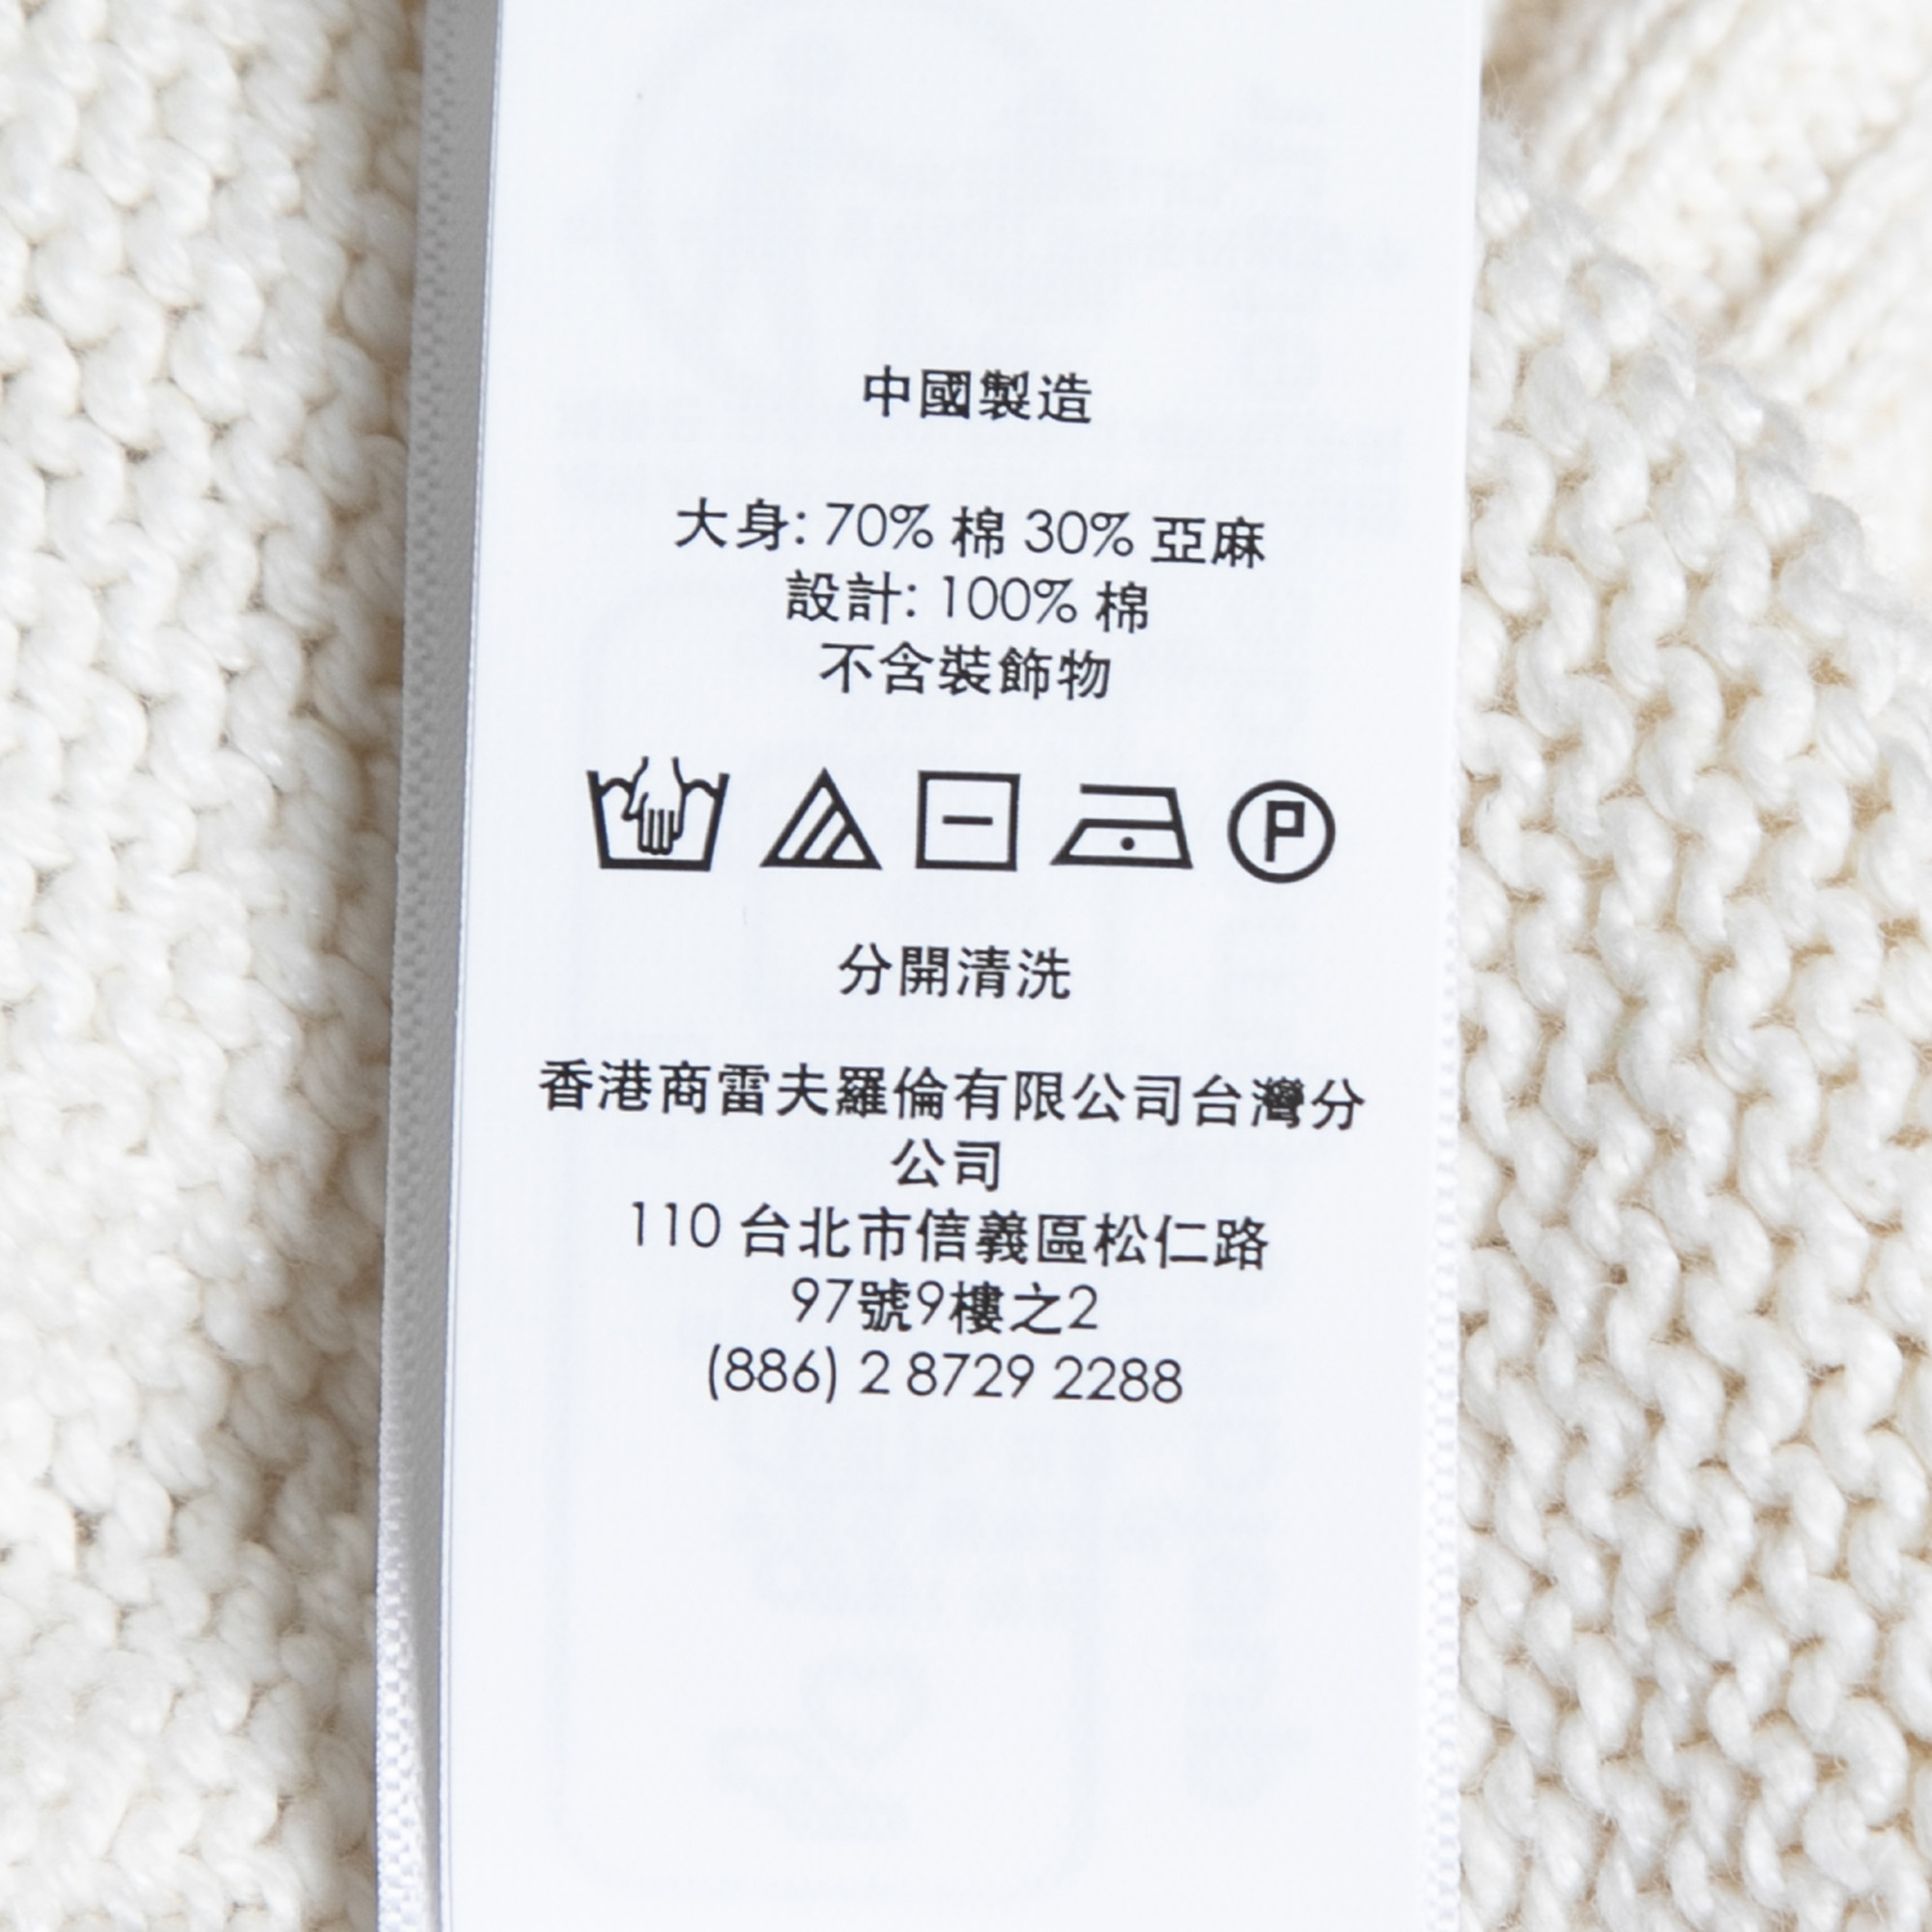 中國製造
大身: 70% 棉 30% 亞麻
設計: 100% 棉
不含裝飾物
P
分開清洗
香港商雷夫羅倫有限公司台灣分
公司
110 台北市信義區松仁路
97號9樓之2
(886) 2 8729 2288